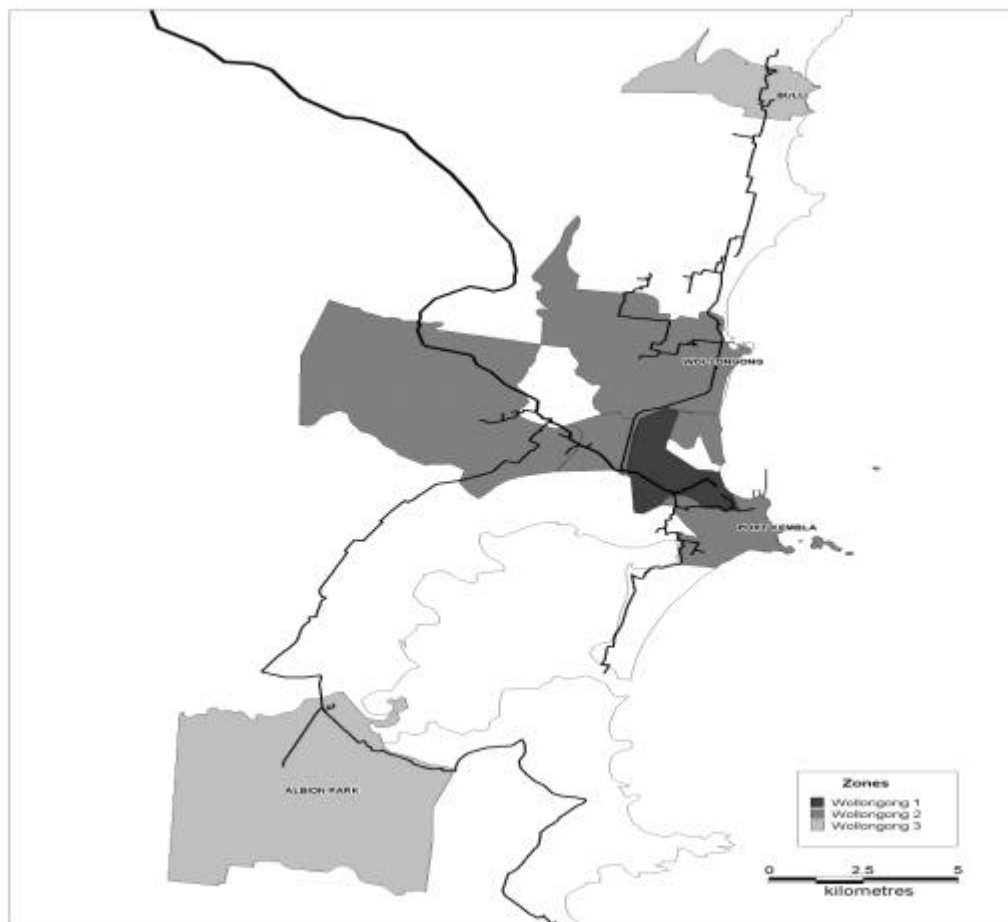 BULLI
WOLLONGONG
PORT KEMBLA
ALBION PARK
Zones
Wollongong 1
Wollongong 2
Wollongong 3
0 2.5 5
kilometres